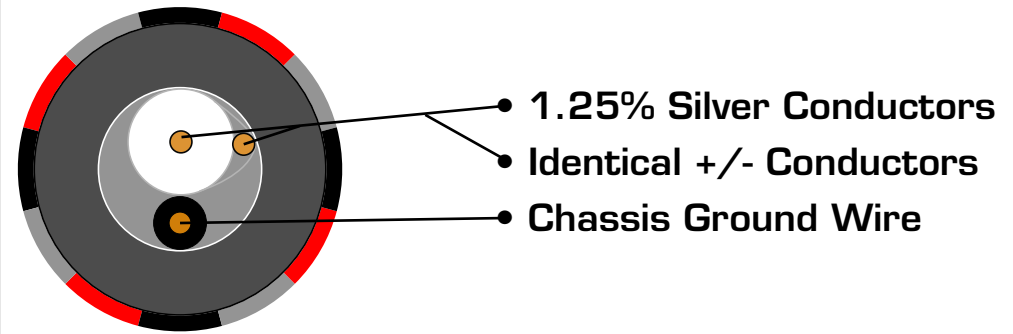 1.25% Silver Conductors
Identical +/- Conductors
Chassis Ground Wire